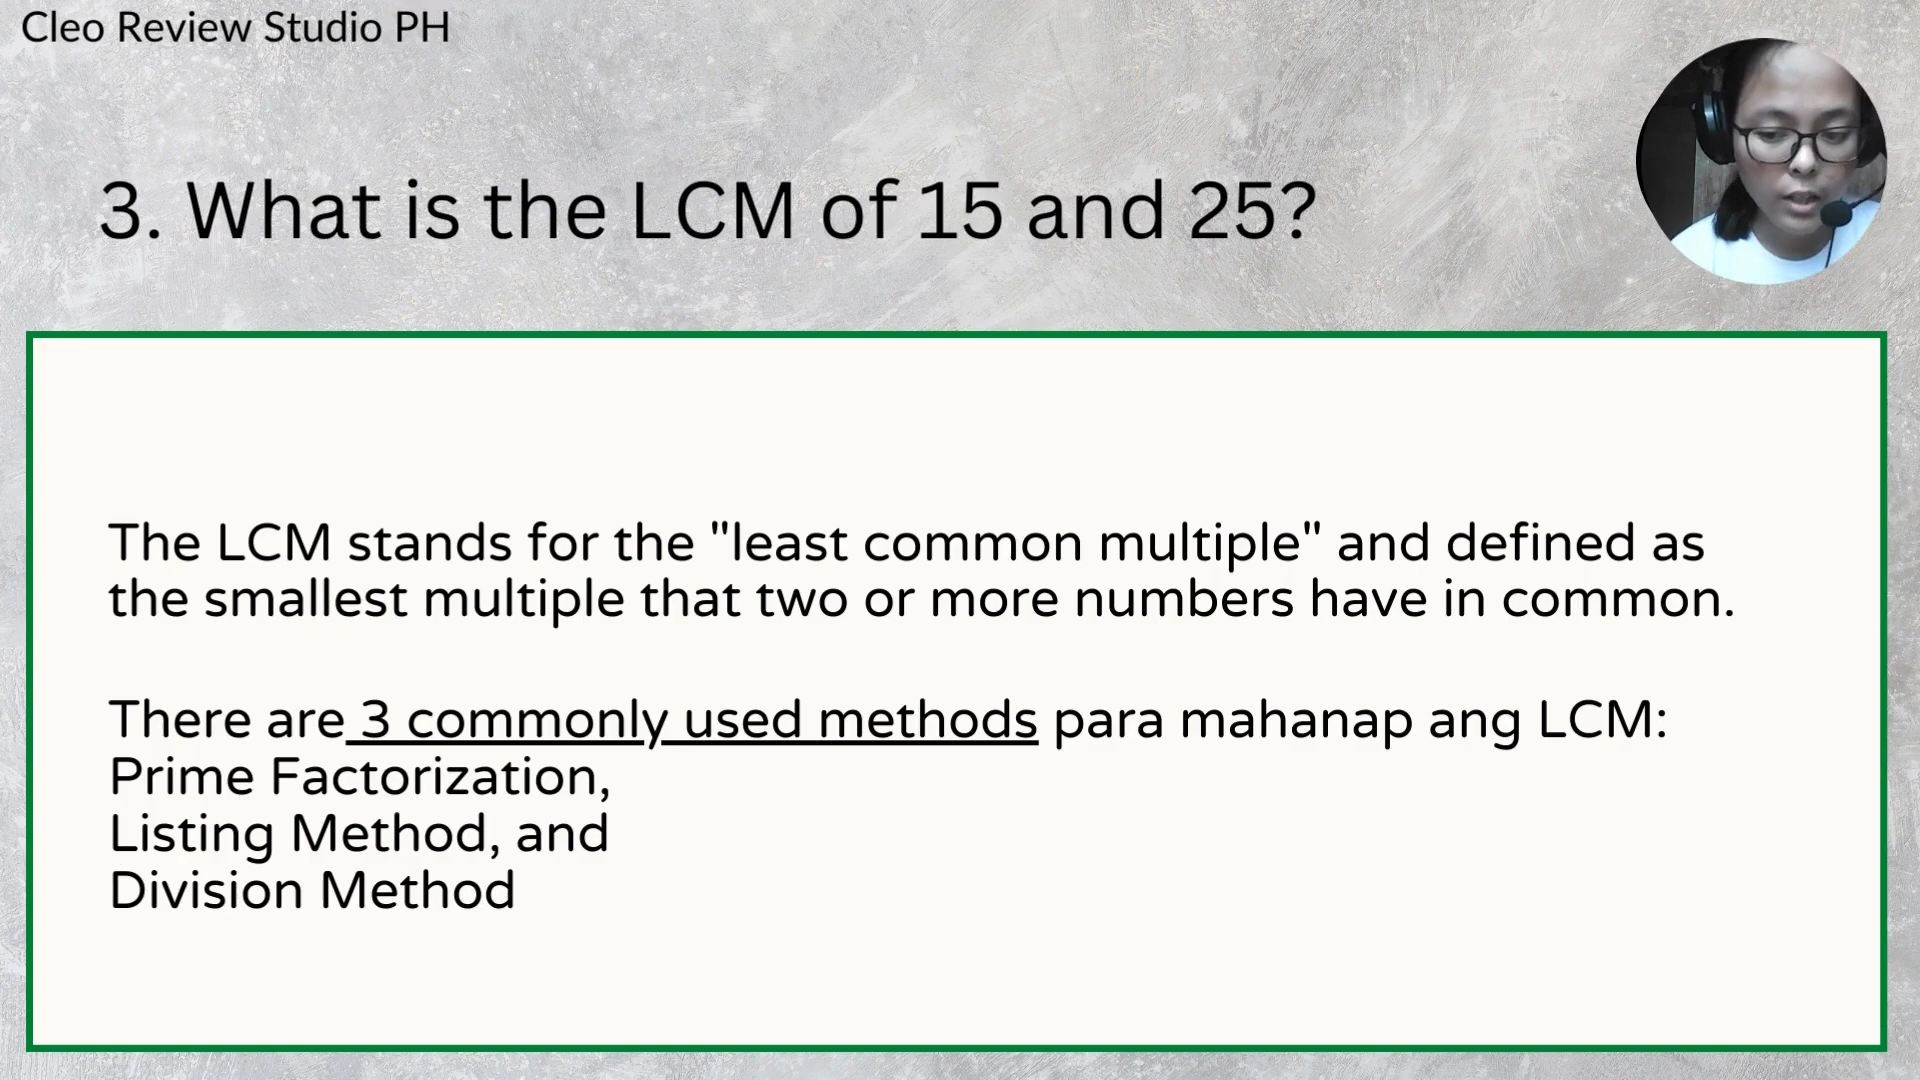 Cleo Review Studio PH
3. What is the LCM of 15 and 25?
The LCM stands for the "least common multiple" and defined as
the smallest multiple that two or more numbers have in common.
There are 3 commonly used methods para mahanap ang LCM:
Prime Factorization,
Listing Method, and
Division Method